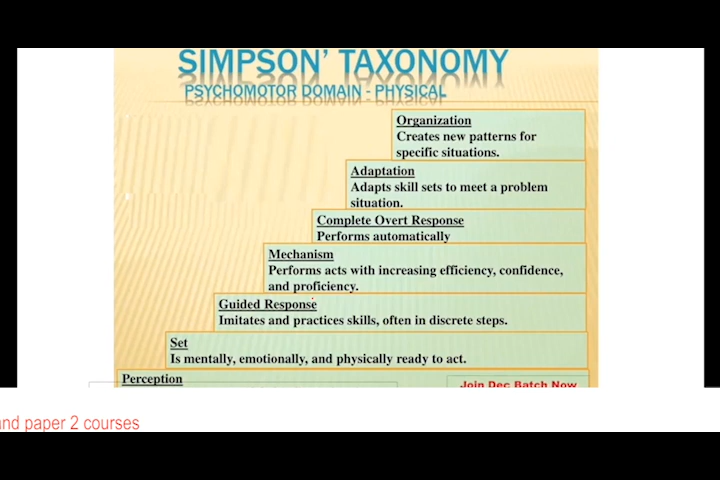 SIMPSON' TAXONOMY
PSYCHOMOTOR DOMAIN - PHYSICAL
Organization
Creates new patterns for
specific situations.
Adaptation
Adapts skill sets to meet a problem
situation.
Complete Overt Response
Performs automatically
Mechanism
Performs acts with increasing efficiency, confidence,
and proficiency.
Guided Response
Imitates and practices skills, often in discrete steps.
Set
Is mentally, emotionally, and physically ready to act.
Perception
Join Dec Batch Now
and paper 2 courses